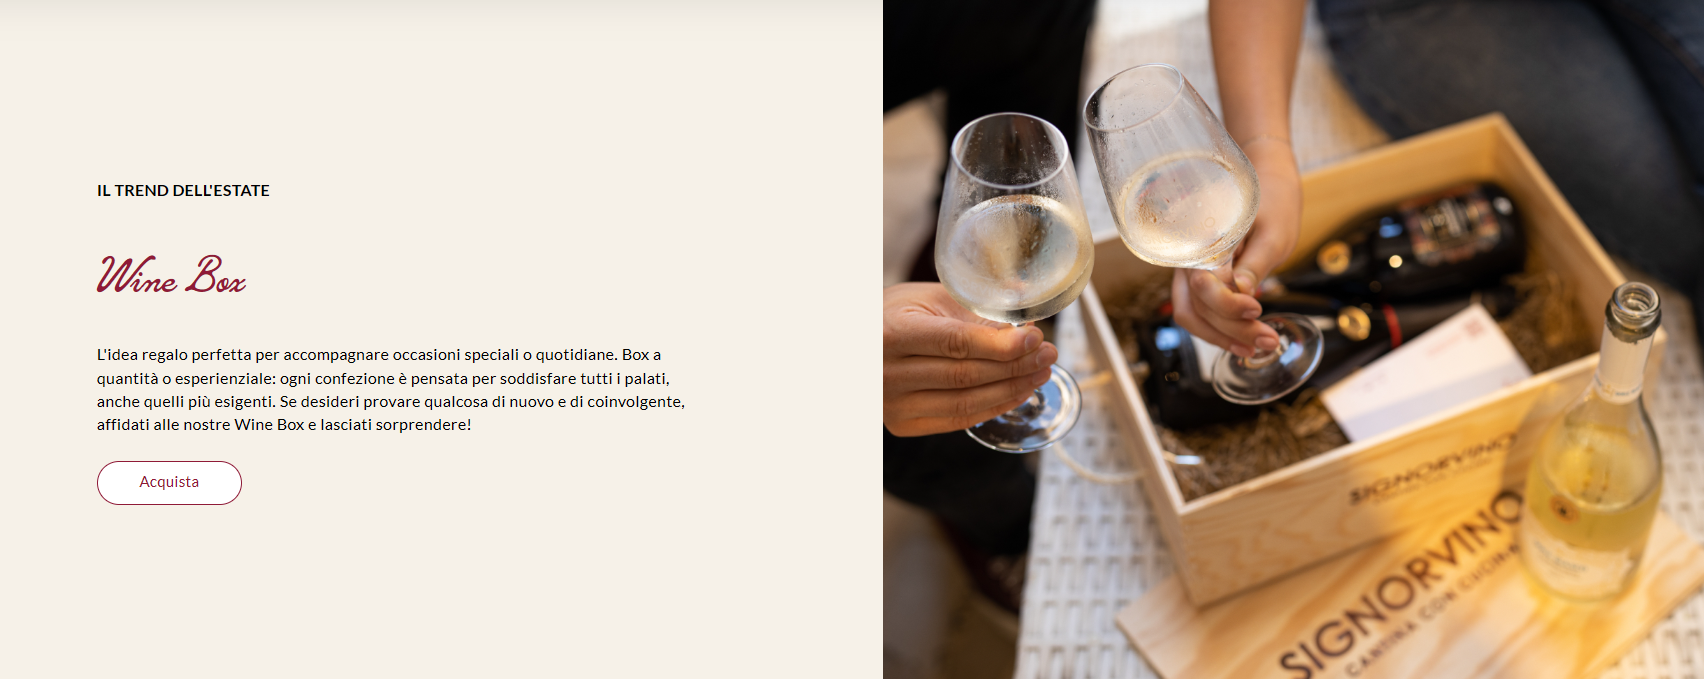 IL TREND DELL'ESTATE
Wine Box
L'idea regalo perfetta per accompagnare occasioni speciali o quotidiane. Box a
quantità o esperienziale: ogni confezione è pensata per soddisfare tutti i palati,
anche quelli più esigenti. Se desideri provare qualcosa di nuovo e di coinvolgente,
affidati alle nostre Wine Box e lasciati sorprendere!
Acquista
SIGNORVINO
SIGNORVINO
CANTINA CON